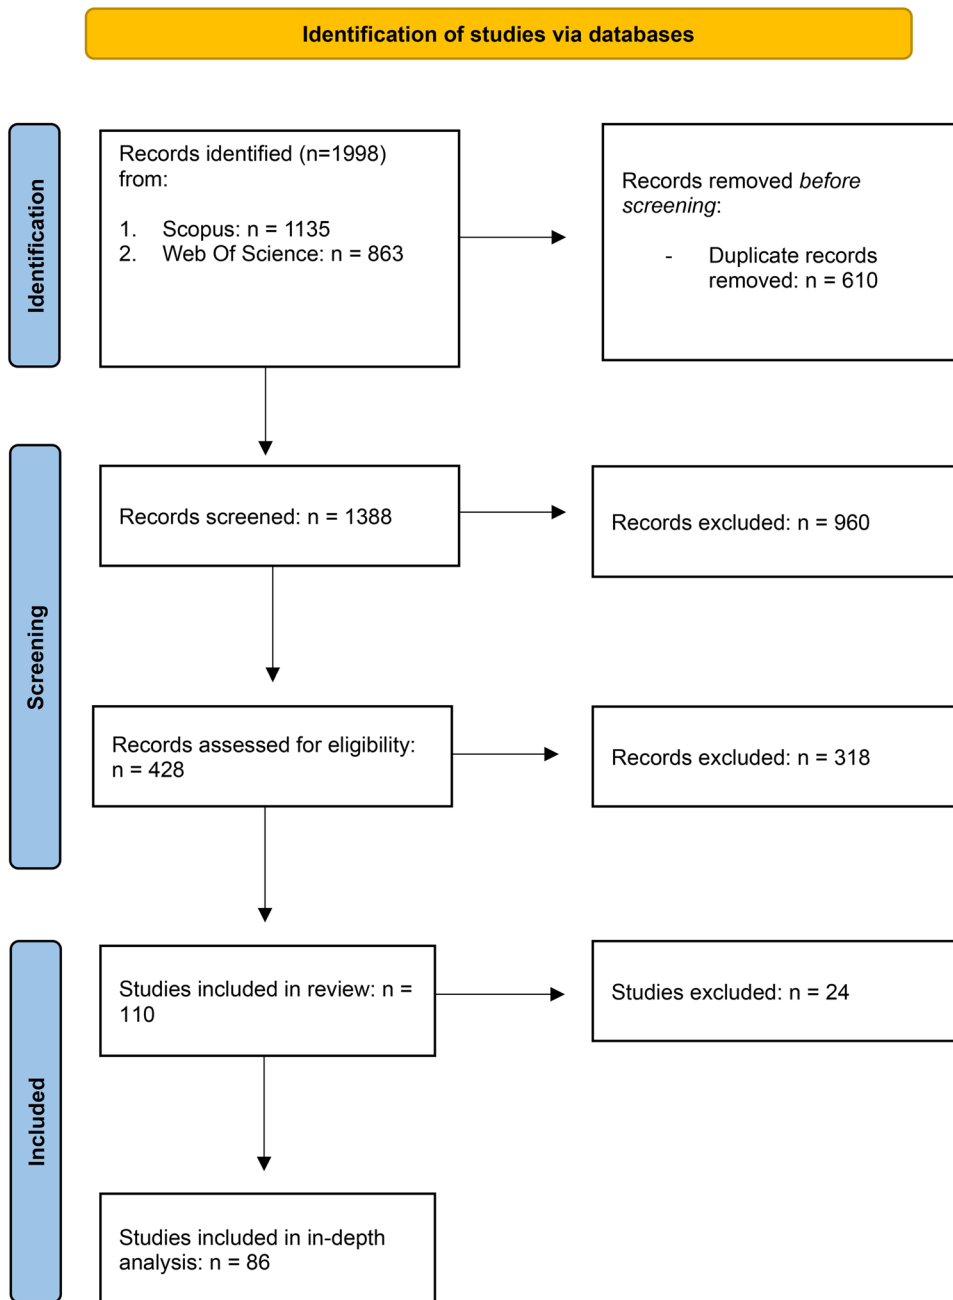 Identification of studies via databases
Identification
Records identified (n=1998)
from:
1. Scopus: n = 1135
2. Web Of Science: n = 863
Records removed before
screening:
- Duplicate records
removed: n = 610
Screening
Records screened: n = 1388
Records excluded: n = 960
Records assessed for eligibility:
n = 428
Records excluded: n = 318
Included
Studies included in review: n =
110
Studies excluded: n = 24
Studies included in in-depth
analysis: n = 86